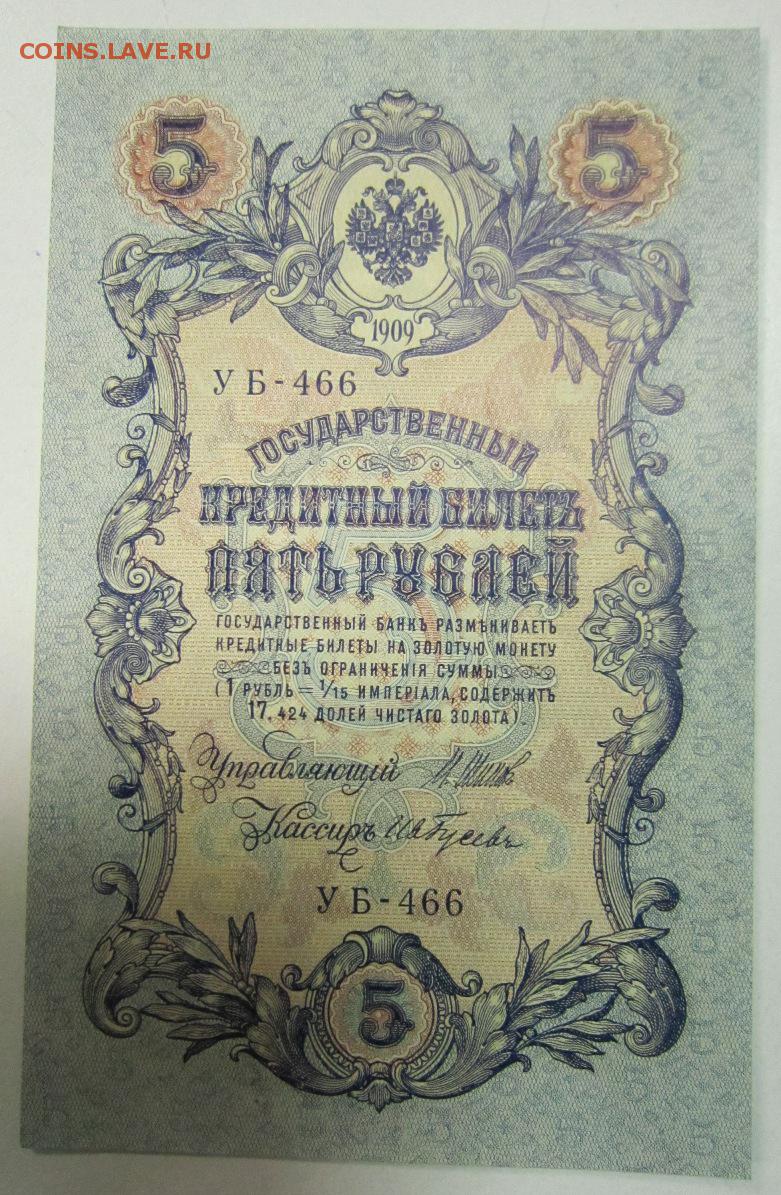 COINS.LAVE.RU
5 5
1909
УБ-466
ГОСУДАРСТВЕННЫЙ
КРЕДИТНЫЙ БИЛЕТЪ
ПЯТЬ РУБЛЕЙ
ГОСУДАРСТВЕННЫЙ БАНКЪ РАЗМѢНИВАЕТЪ
КРЕДИТНЫЕ БИЛЕТЫ НА ЗОЛОТУЮ МОНЕТУ
БЕЗЪ ОГРАНИЧЕНІЯ СУММЫ
(1 РУБЛЬ = 1/15 ИМПЕРІАЛА, СОДЕРЖИТЪ
17,424 ДОЛЕЙ ЧИСТАГО ЗОЛОТА).
Управляющій И. Шипов
Кассиръ Гусевъ
УБ-466
5